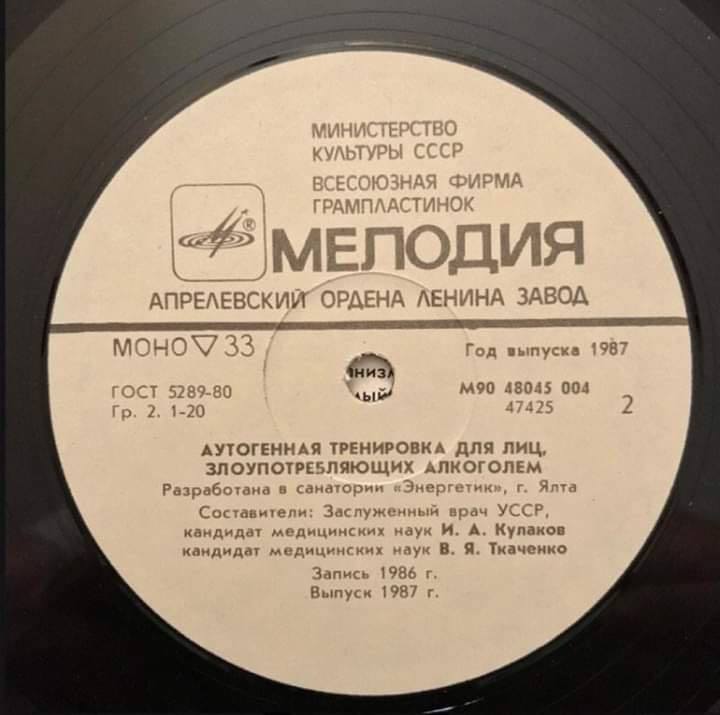 МИНИСТЕРСТВО
КУЛЬТУРЫ СССР
ВСЕСОЮЗНАЯ ФИРМА
ГРАМПЛАСТИНОК
®
МЕЛОДИЯ
АПРЕЛЕВСКИЙ ОРДЕНА ЛЕНИНА ЗАВОД
МОНО ▽ 33
Год выпуска 1987
ГОСТ 5289-80
Гр. 2. 1-20
М90 48045 004
47425
2
АУТОГЕННАЯ ТРЕНИРОВКА ДЛЯ ЛИЦ,
ЗЛОУПОТРЕБЛЯЮЩИХ АЛКОГОЛЕМ
Разработана в санатории «Энергетик», г. Ялта
Составители: Заслуженный врач УССР,
кандидат медицинских наук И. А. Кулаков
кандидат медицинских наук В. Я. Ткаченко
Запись 1986 г.
Выпуск 1987 г.